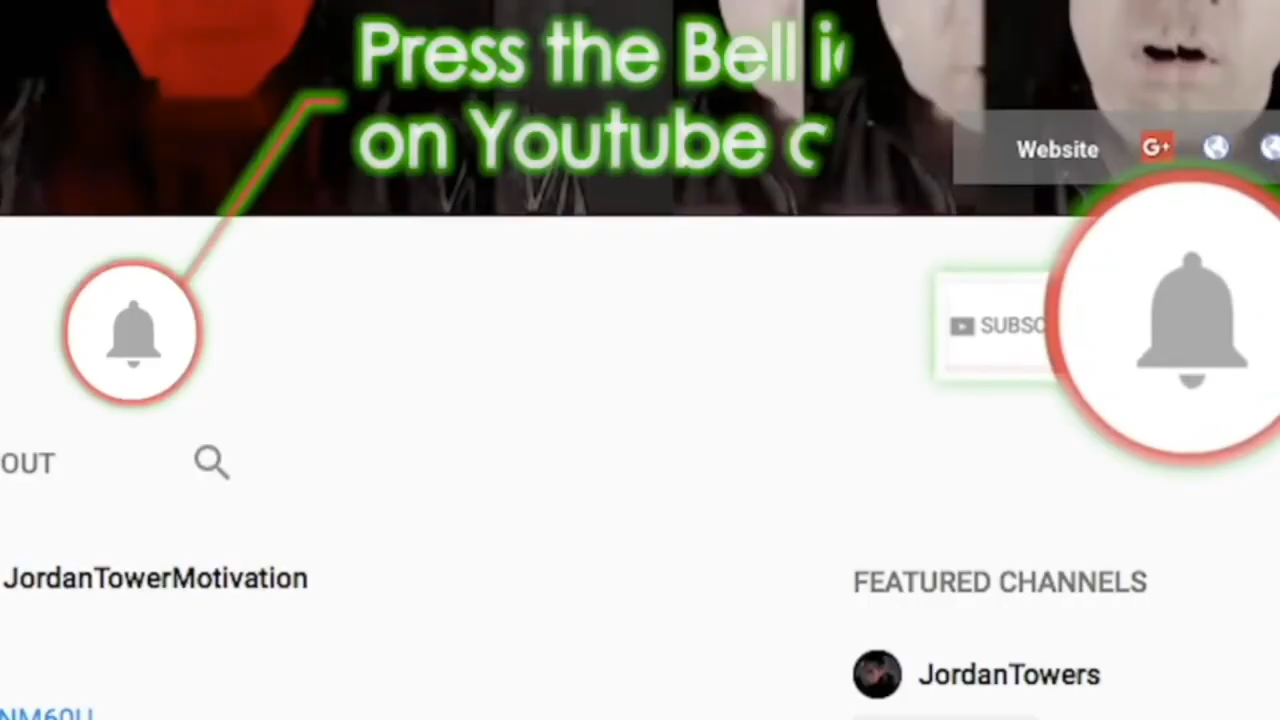 Press the Bell
on Youtube
Website
G+
SUBSC
OUT
JordanTowerMotivation
FEATURED CHANNELS
JordanTowers